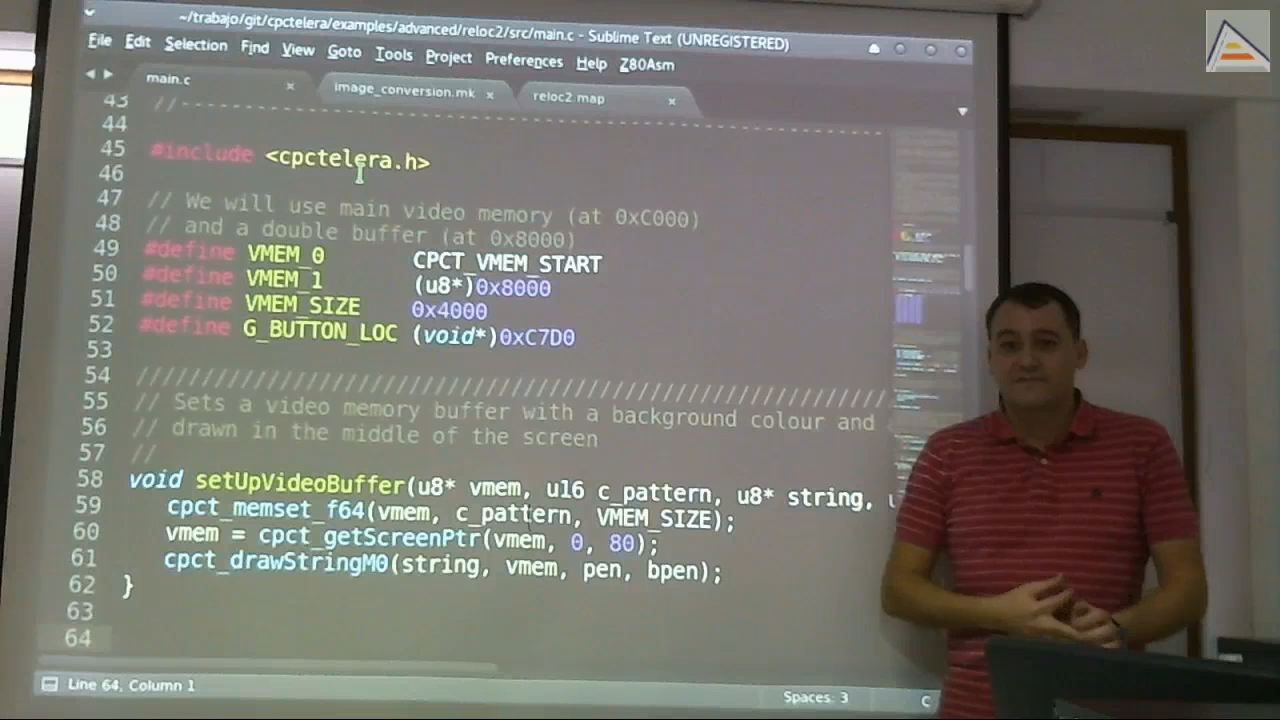 ~/trabajo/git/cpctelera/examples/advanced/reloc2/src/main.c - Sublime Text (UNREGISTERED)
File Edit Selection Find View Goto Tools Project Preferences Help Z80Asm
main.c image_conversion.mk reloc2.map
43 //------------------------------------------------------------
44
45 #include <cpctelera.h>
46
47 // We will use main video memory (at 0xC000)
48 // and a double buffer (at 0x8000)
49 #define VMEM_0 CPCT_VMEM_START
50 #define VMEM_1 (u8*)0x8000
51 #define VMEM_SIZE 0x4000
52 #define G_BUTTON_LOC (void*)0xC7D0
53
54 //////////////////////////////////////////////////////////
55 // Sets a video memory buffer with a background colour and
56 // drawn in the middle of the screen
57 //
58 void setUpVideoBuffer(u8* vmem, u16 c_pattern, u8* string,
59 cpct_memset_f64(vmem, c_pattern, VMEM_SIZE);
60 vmem = cpct_getScreenPtr(vmem, 0, 80);
61 cpct_drawStringM0(string, vmem, pen, bpen);
62 }
63
64
Line 64, Column 1 Spaces: 3 C